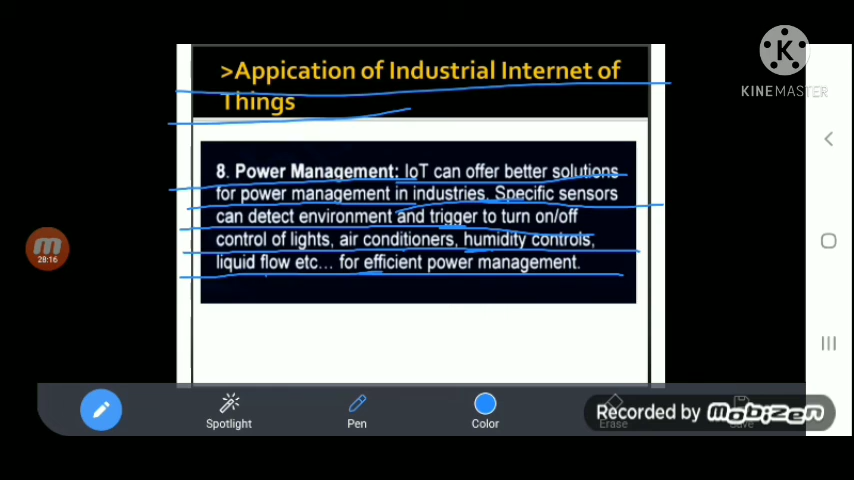 >Appication of Industrial Internet of
Things
KINEMASTER
8. Power Management: IoT can offer better solutions
for power management in industries. Specific sensors
can detect environment and trigger to turn on/off
control of lights, air conditioners, humidity controls,
liquid flow etc... for efficient power management.
28:16
Spotlight
Pen
Color
Erase
Save
Recorded by mobizen